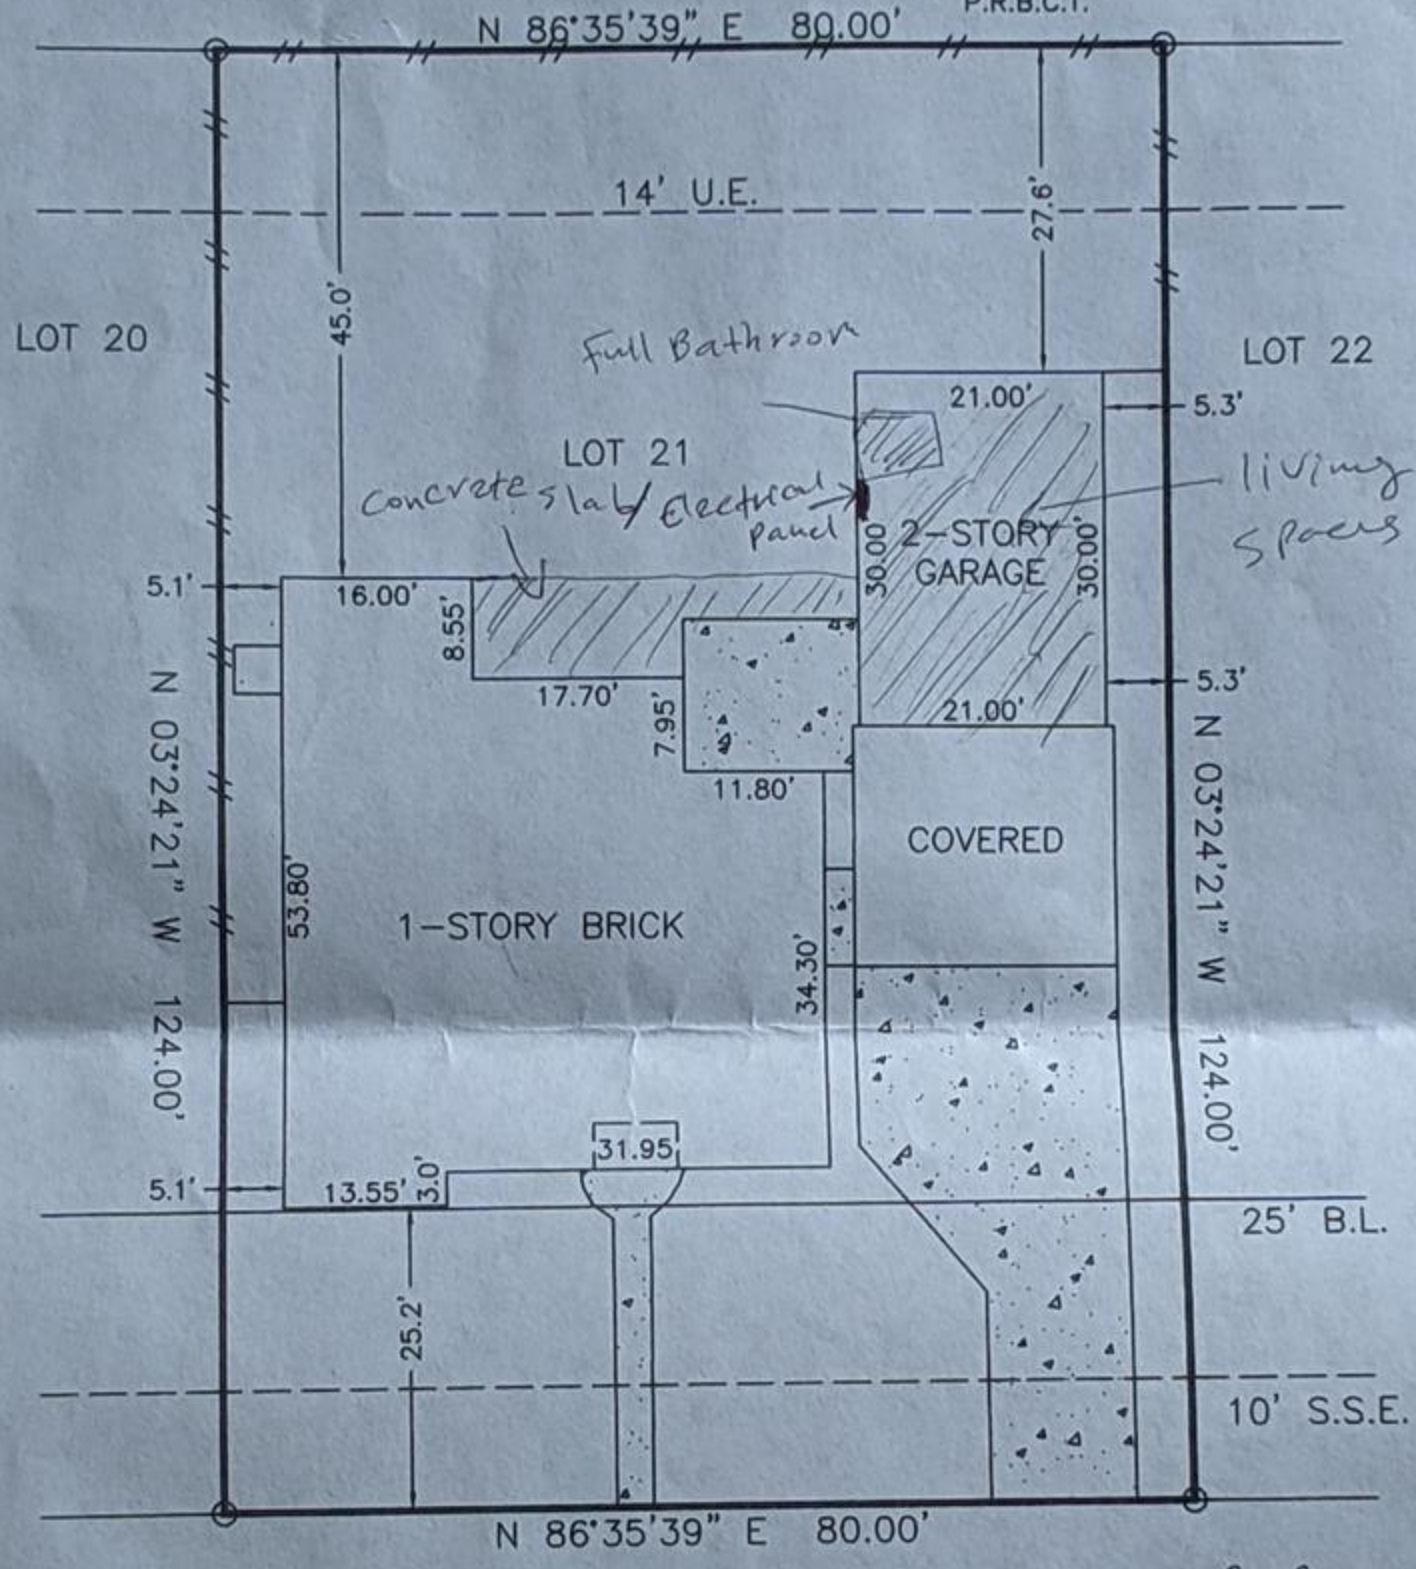 P.R.B.C.T.
N 86°35'39" E 80.00'
14' U.E.
27.6'
45.0'
LOT 20
Full Bathroom
LOT 22
21.00'
5.3'
LOT 21
living
spaces
Concrete slab/ Electrical
panel
30.00
2-STORY
GARAGE
30.00'
5.1'
16.00'
8.55'
17.70'
7.95'
21.00'
5.3'
11.80'
N 03°24'21" W 124.00'
N 03°24'21" W 124.00'
COVERED
53.80'
1-STORY BRICK
34.30'
31.95
5.1'
13.55'
3.0'
25' B.L.
25.2'
10' S.S.E.
N 86°35'39" E 80.00'